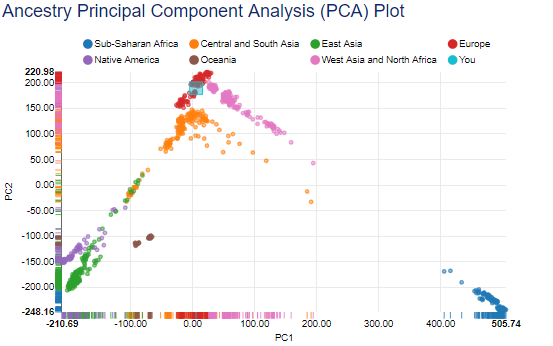 Ancestry Principal Component Analysis (PCA) Plot
Sub-Saharan Africa Central and South Asia East Asia Europe
Native America Oceania West Asia and North Africa You
220.98
200.00
150.00
100.00
50.00
0.00
-50.00
-100.00
-150.00
-200.00
-248.16
PC2
-210.69 -100.00 0.00 100.00 200.00 300.00 400.00 505.74
PC1